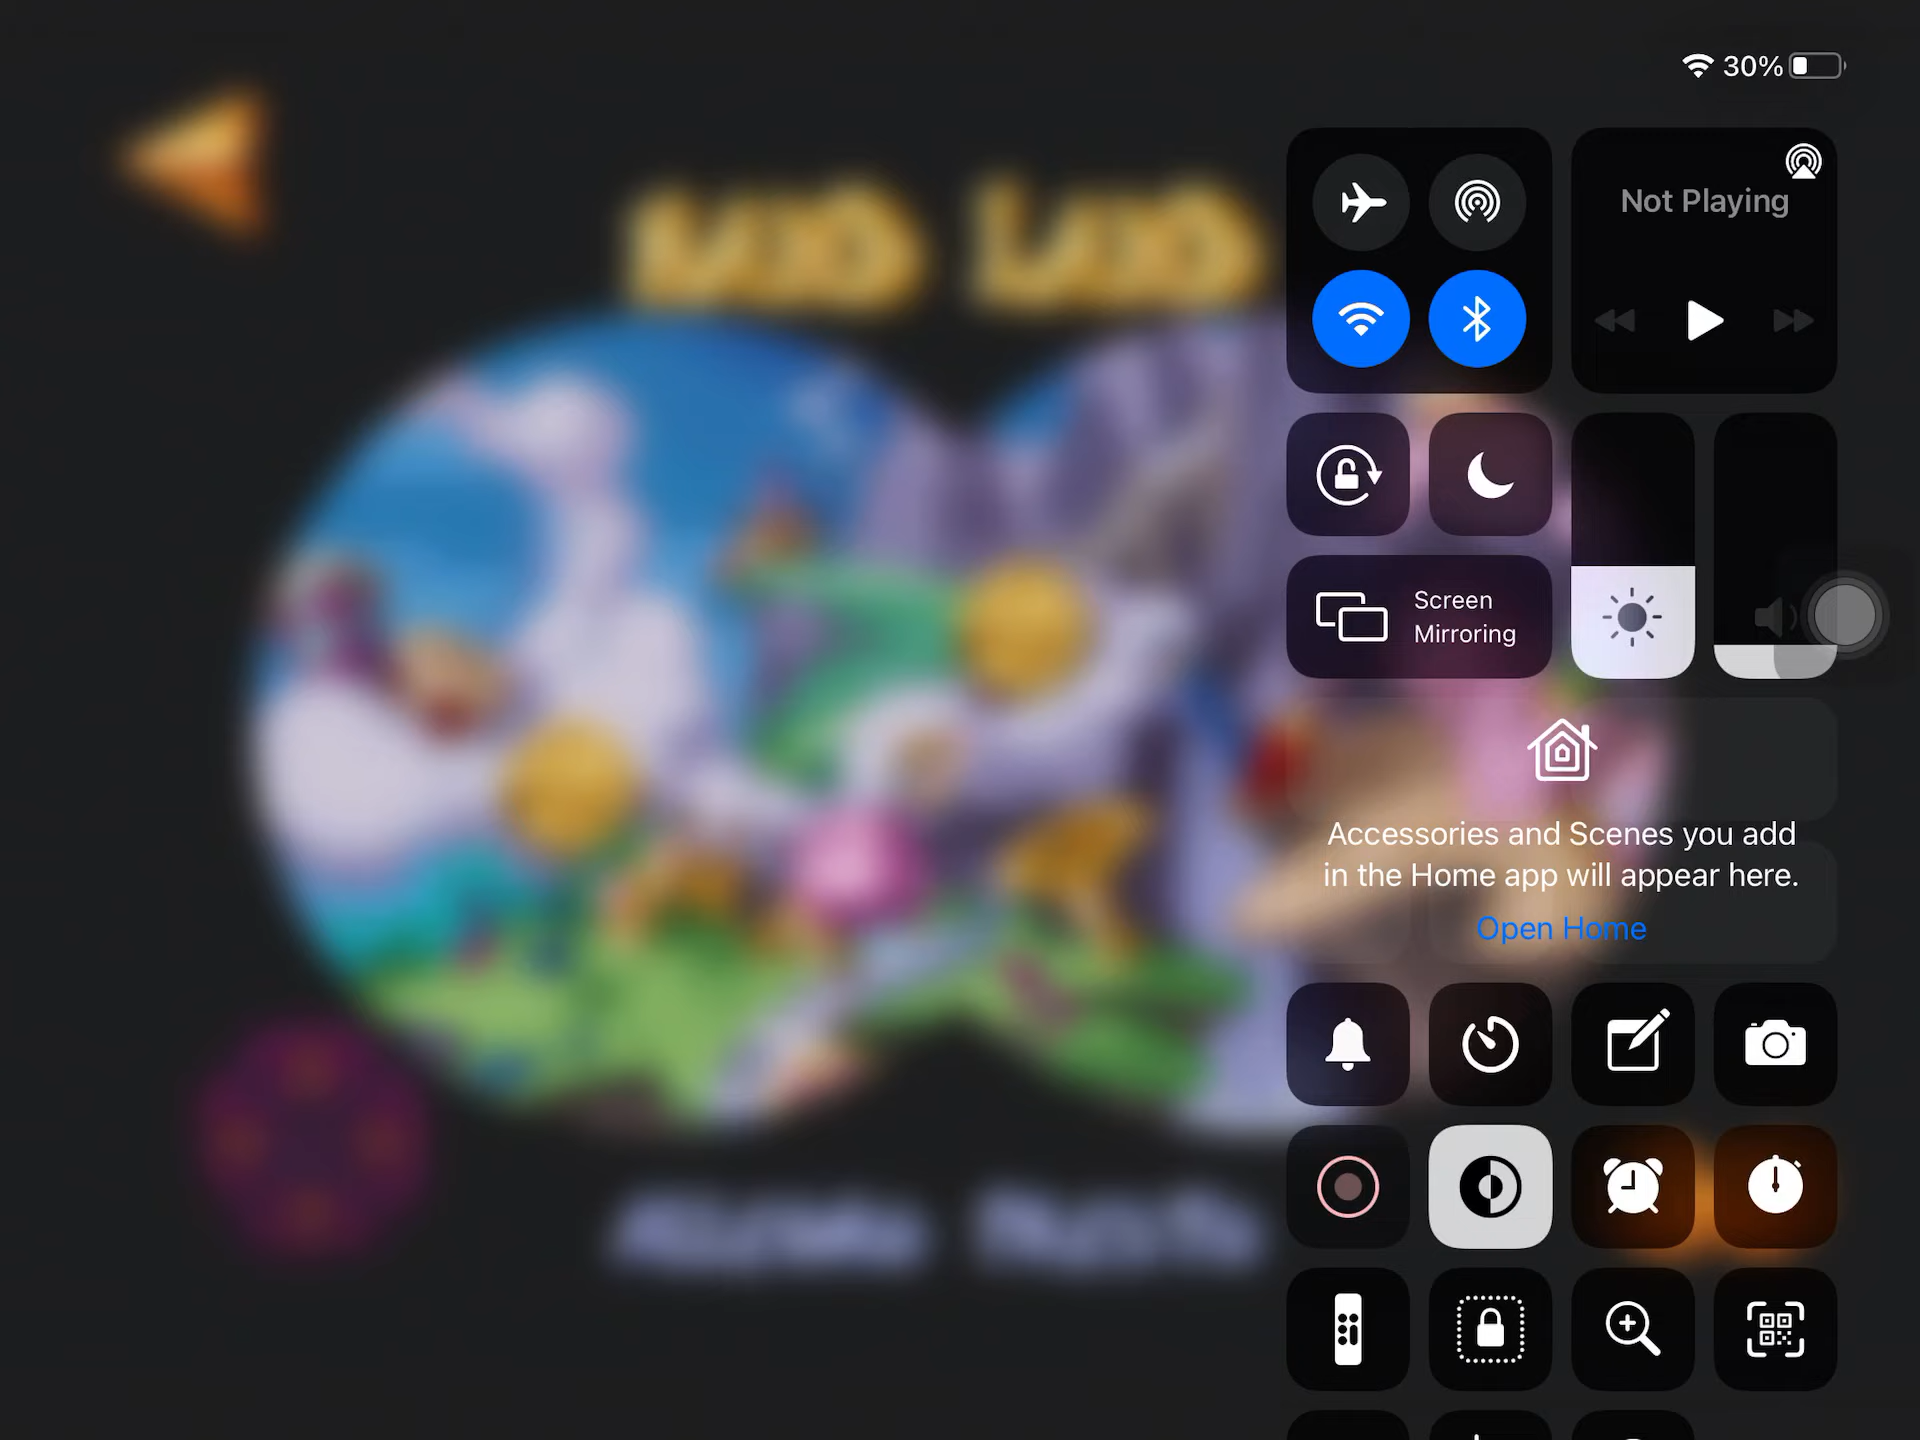 30%
Not Playing
Screen
Mirroring
Accessories and Scenes you add
in the Home app will appear here.
Open Home